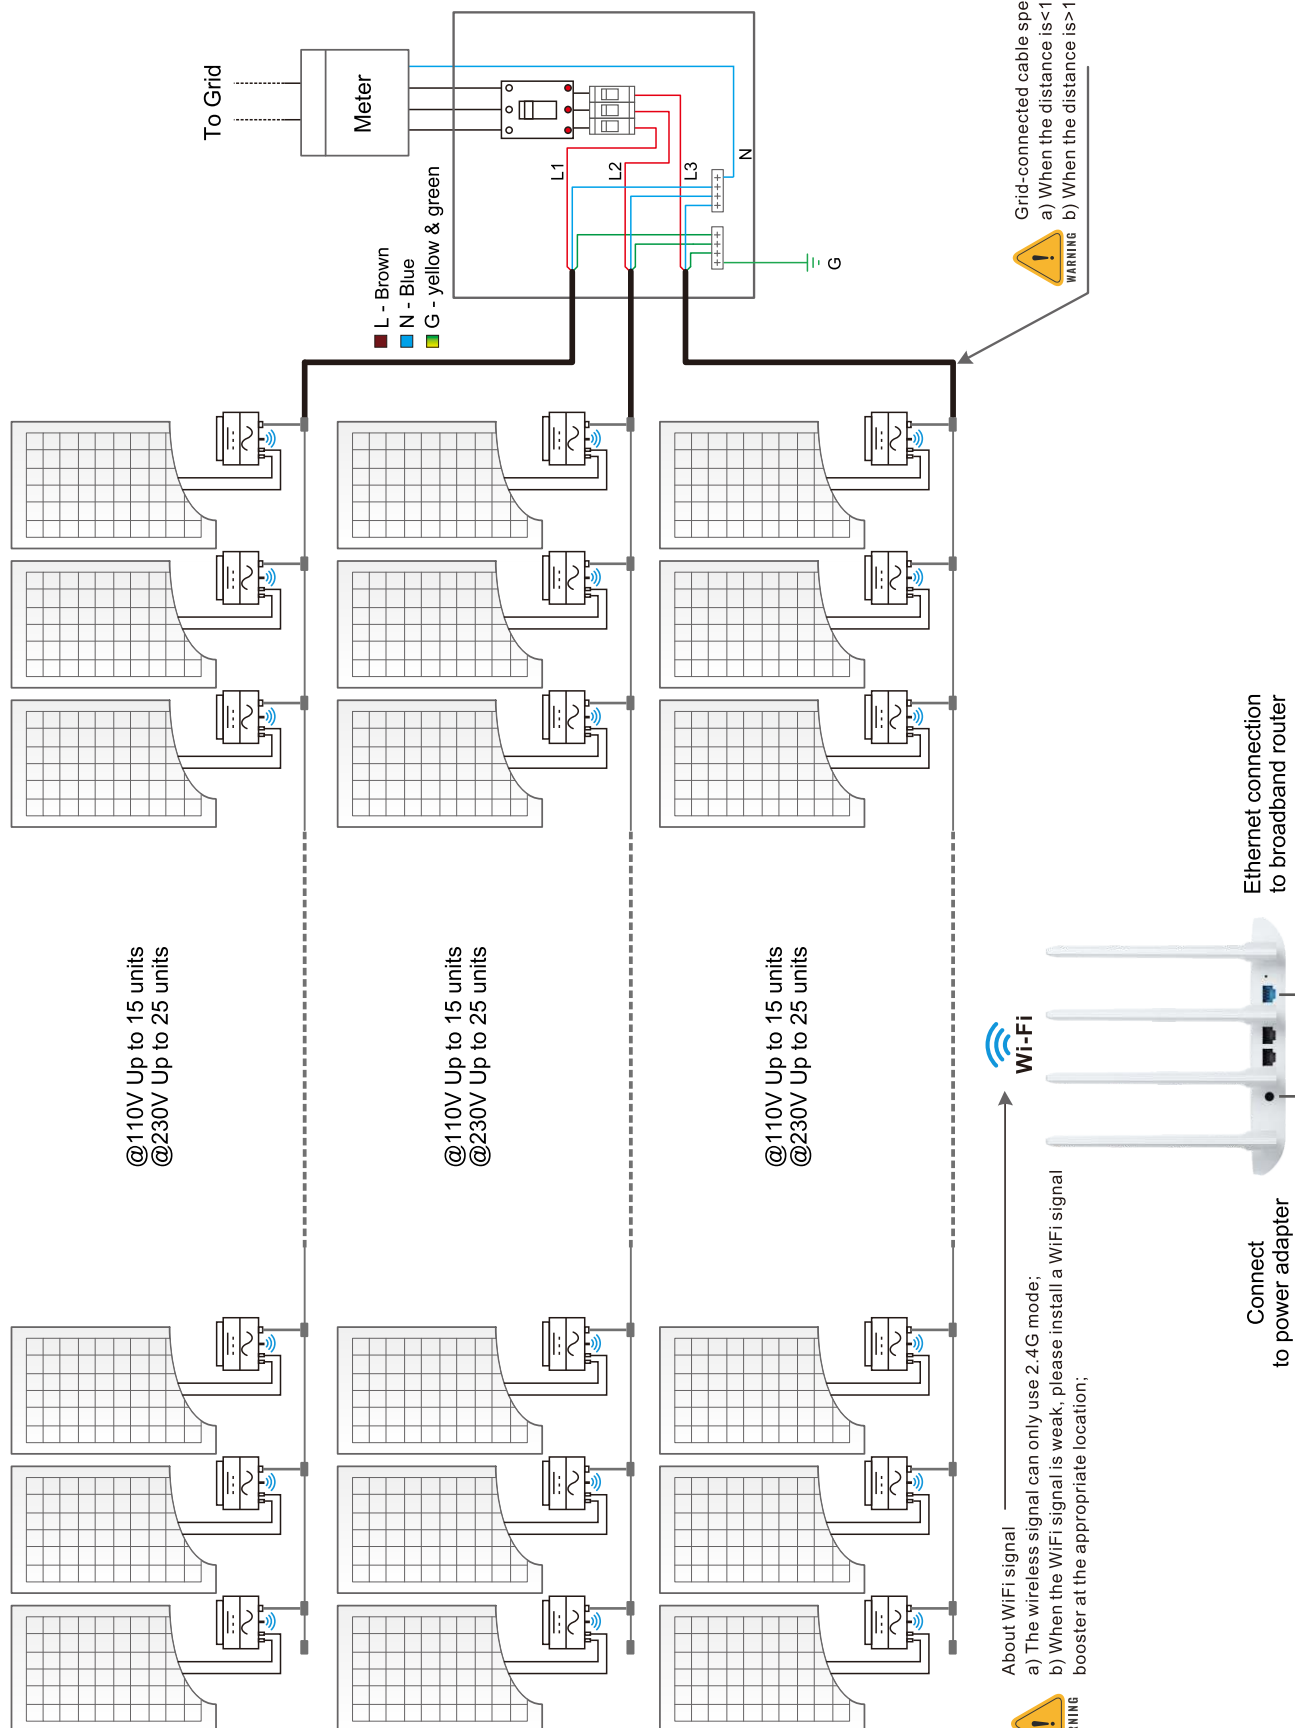 To Grid
Meter
L - Brown
N - Blue
G - yellow & green
L1
L2
L3
N
G
@110V Up to 15 units
@230V Up to 25 units
@110V Up to 15 units
@230V Up to 25 units
@110V Up to 15 units
@230V Up to 25 units
WARNING
Grid-connected cable spe
a) When the distance is<1
b) When the distance is>1
About WiFi signal
a) The wireless signal can only use 2.4G mode;
b) When the WiFi signal is weak, please install a WiFi signal
booster at the appropriate location;
Wi-Fi
Connect
to power adapter
Ethernet connection
to broadband router